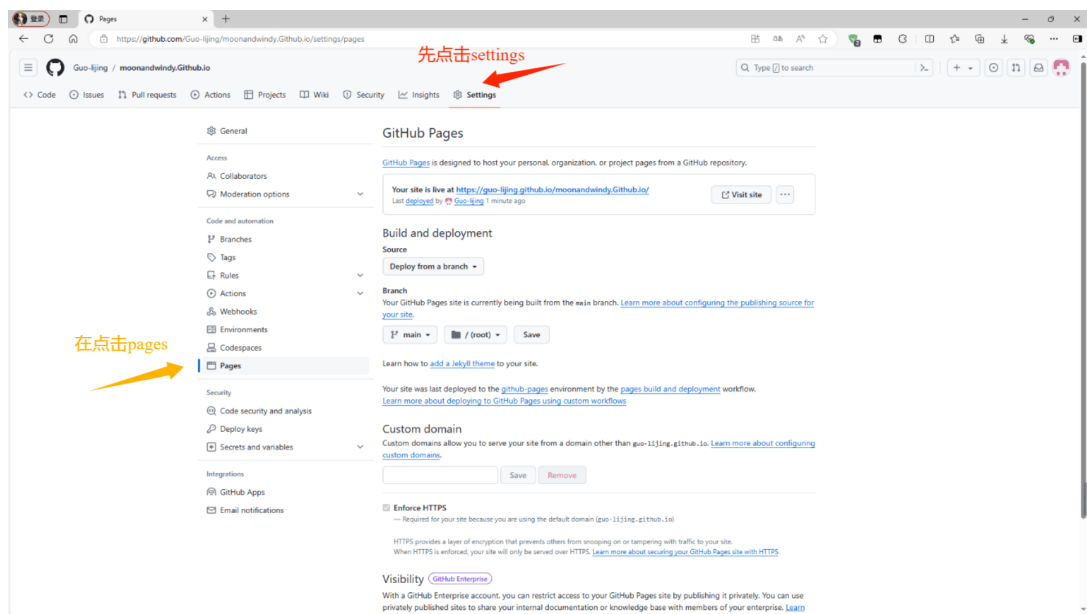 登录
Pages
https://github.com/Guo-lijing/moonandwindy.Github.io/settings/pages
先点击settings
Guo-lijing / moonandwindy.Github.io
Type / to search
Code Issues Pull requests Actions Projects Wiki Security Insights Settings
General
Access
Collaborators
Moderation options
Code and automation
Branches
Tags
Rules
Actions
Webhooks
Environments
Codespaces
在点击pages
Pages
Security
Code security and analysis
Deploy keys
Secrets and variables
Integrations
GitHub Apps
Email notifications
GitHub Pages
GitHub Pages is designed to host your personal, organization, or project pages from a GitHub repository.
Your site is live at https://guo-lijing.github.io/moonandwindy.Github.io/
Last deployed by Guo-lijing 1 minute ago
Visit site
Build and deployment
Source
Deploy from a branch
Branch
Your GitHub Pages site is currently being built from the main branch. Learn more about configuring the publishing source for
your site.
main / (root) Save
Learn how to add a Jekyll theme to your site.
Your site was last deployed to the github-pages environment by the pages build and deployment workflow.
Learn more about deploying to GitHub Pages using custom workflows
Custom domain
Custom domains allow you to serve your site from a domain other than guo-lijing.github.io. Learn more about configuring
custom domains.
Save Remove
Enforce HTTPS
— Required for your site because you are using the default domain (guo-lijing.github.io)
HTTPS provides a layer of encryption that prevents others from snooping on or tampering with traffic to your site.
When HTTPS is enforced, your site will only be served over HTTPS. Learn more about securing your GitHub Pages site with HTTPS.
Visibility GitHub Enterprise
With a GitHub Enterprise account, you can restrict access to your GitHub Pages site by publishing it privately. You can use
privately published sites to share your internal documentation or knowledge base with members of your enterprise. Learn